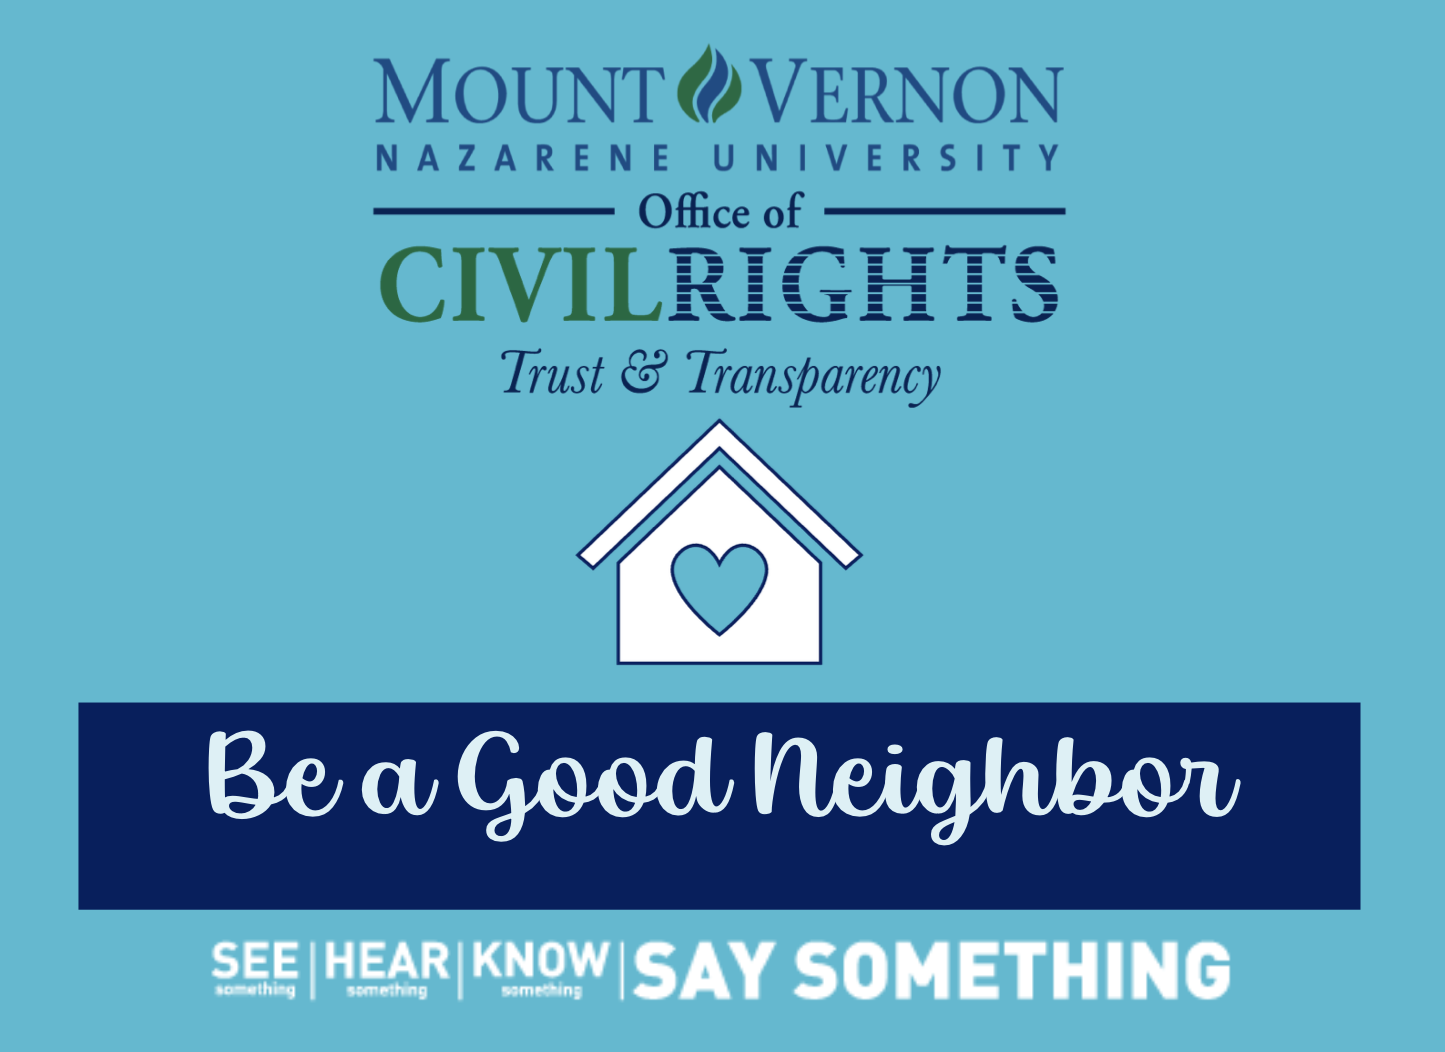 MOUNT VERNON
NAZARENE UNIVERSITY
Office of
CIVILRIGHTS
Trust & Transparency
Be a Good Neighbor
SEE something | HEAR something | KNOW something | SAY SOMETHING